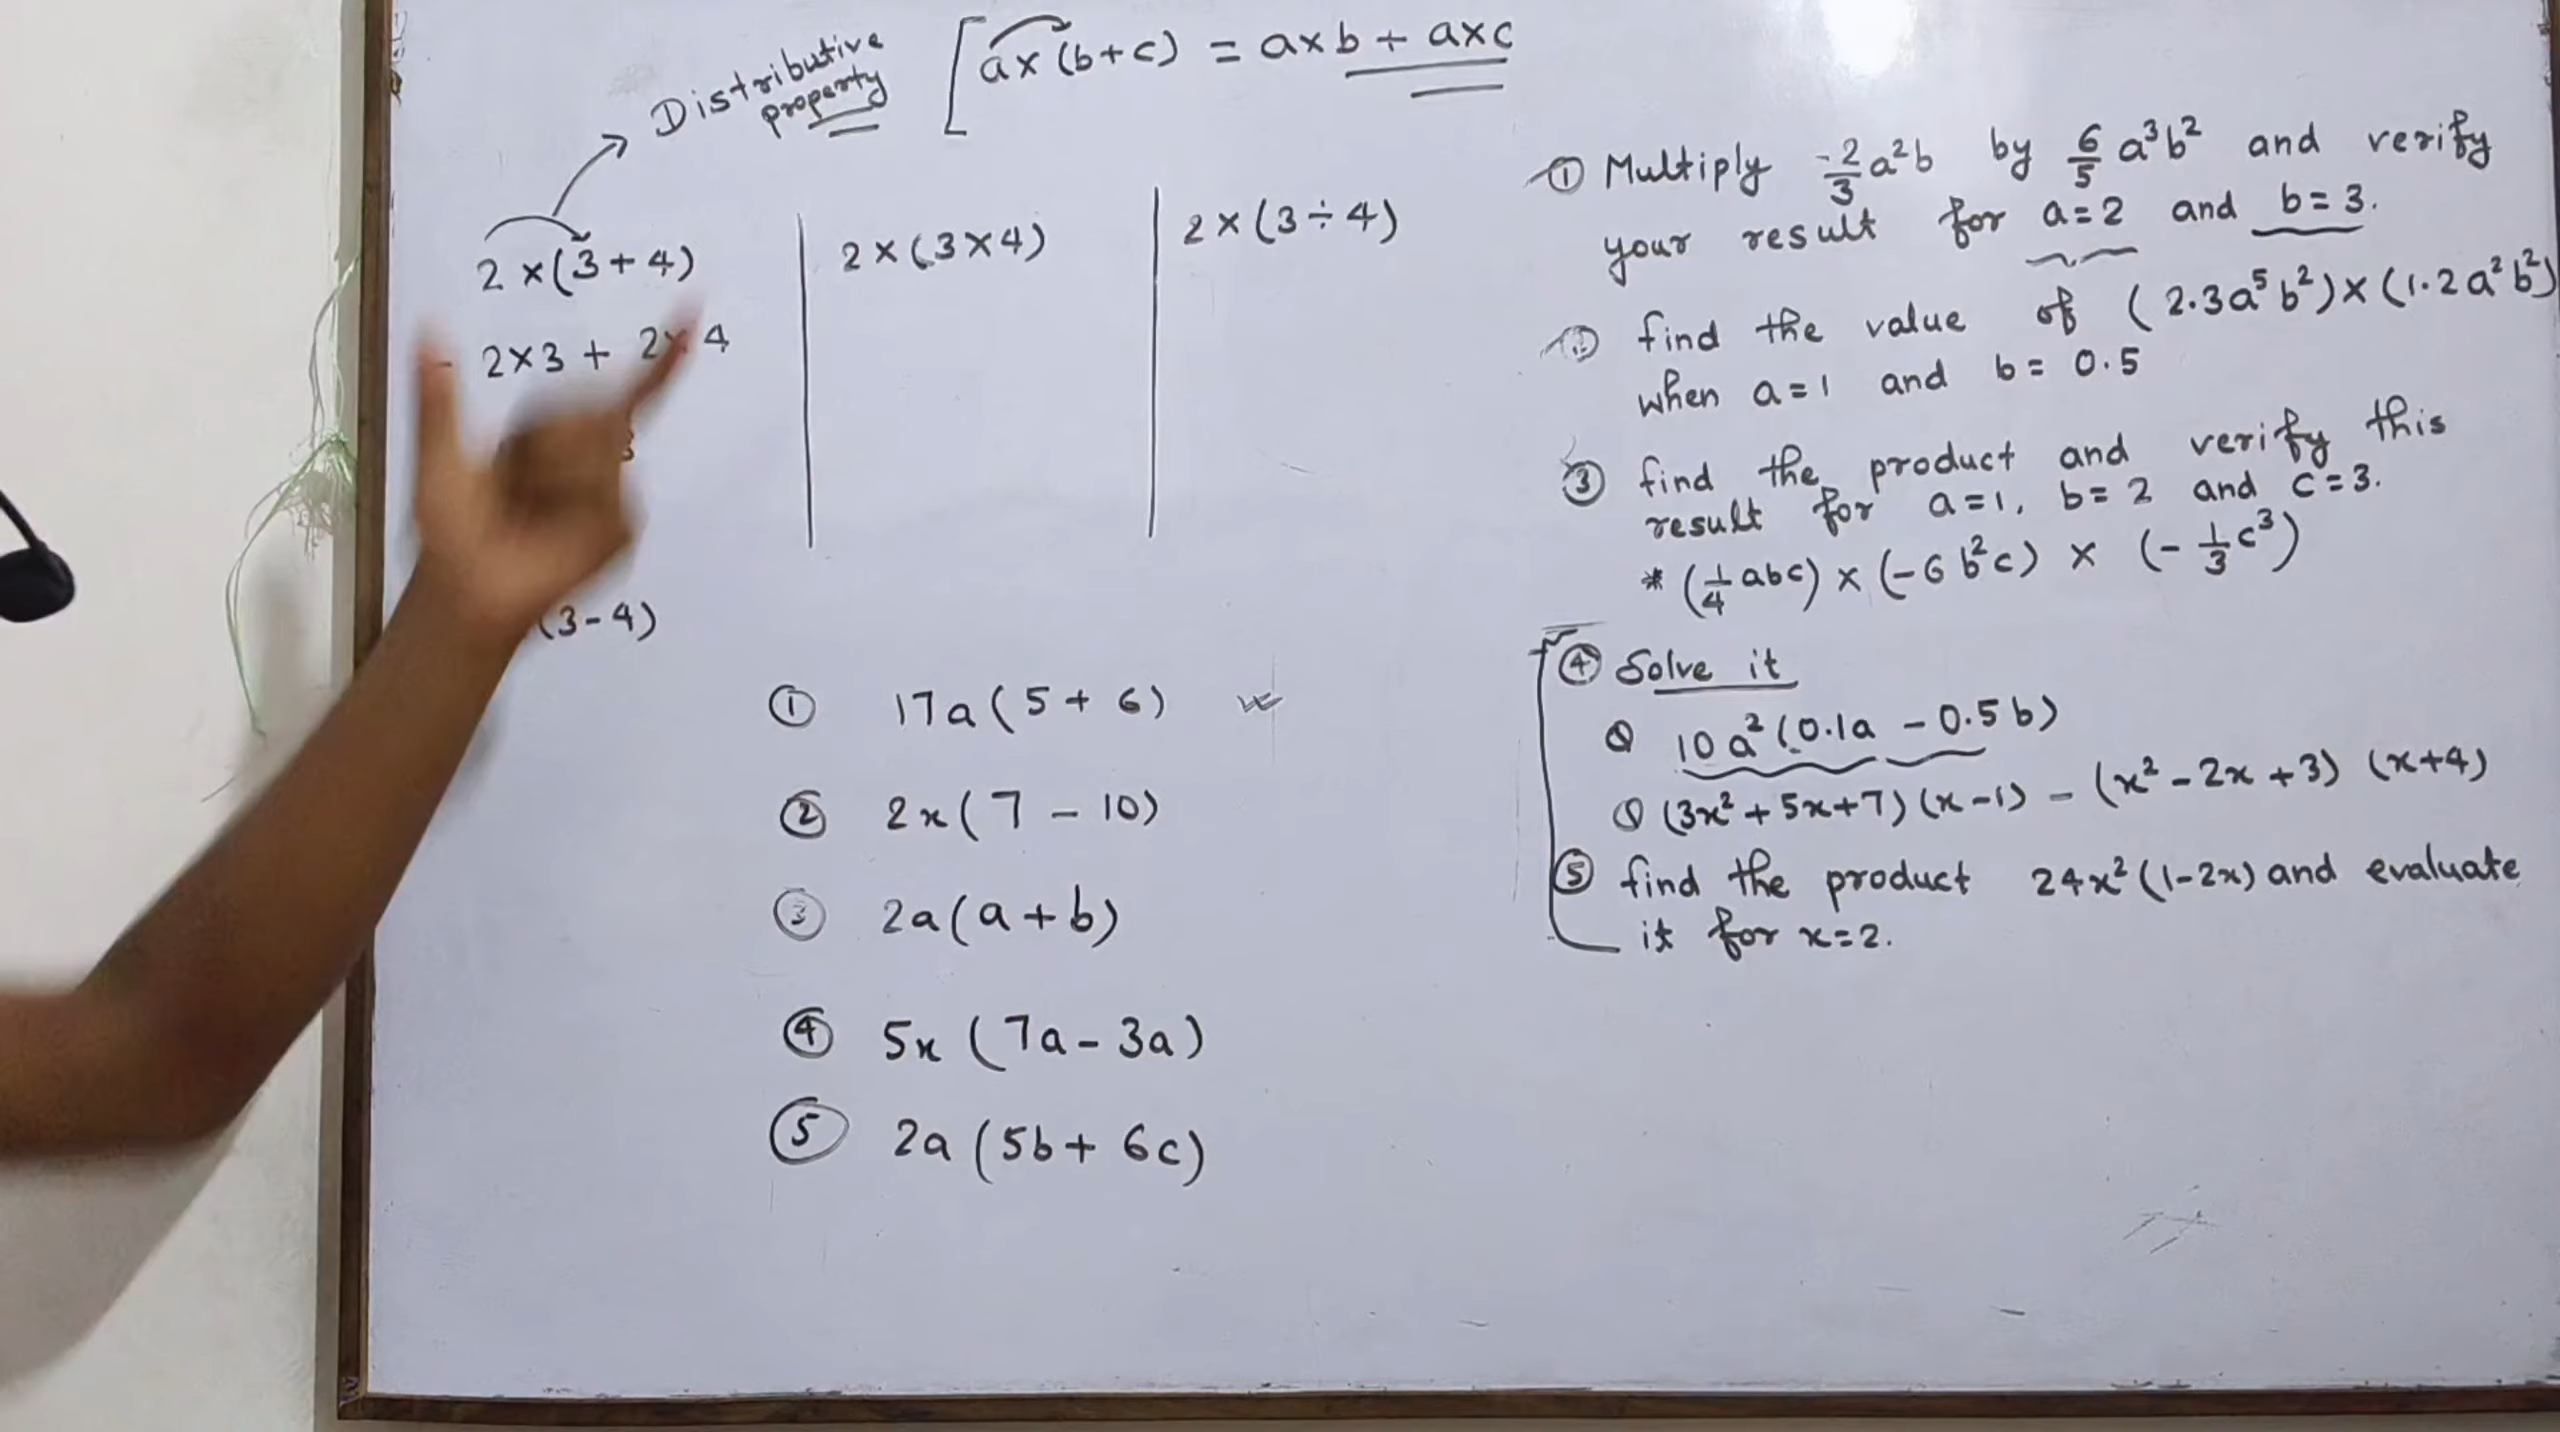 Distributive
property
[a×(b+c) = a×b + a×c
2×(3+4)
2×3 + 2×4
(3-4)
2×(3×4)
2×(3÷4)
① 17a(5 + 6)
② 2x(7 - 10)
③ 2a(a + b)
④ 5x(7a - 3a)
⑤ 2a(5b + 6c)
① Multiply -2/3 a²b by 6/5 a³b² and verify
your result for a=2 and b=3.
② find the value of (2.3a⁵b²)×(1.2a²b²)
when a=1 and b=0.5
③ find the product and verify this
result for a=1, b=2 and c=3.
* (1/4 abc) × (-6b²c) × (-1/3 c³)
④ Solve it
10a²(0.1a - 0.5b)
(3x²+5x+7)(x-1) - (x²-2x+3)(x+4)
⑤ find the product 24x²(1-2x) and evaluate
it for x=2.